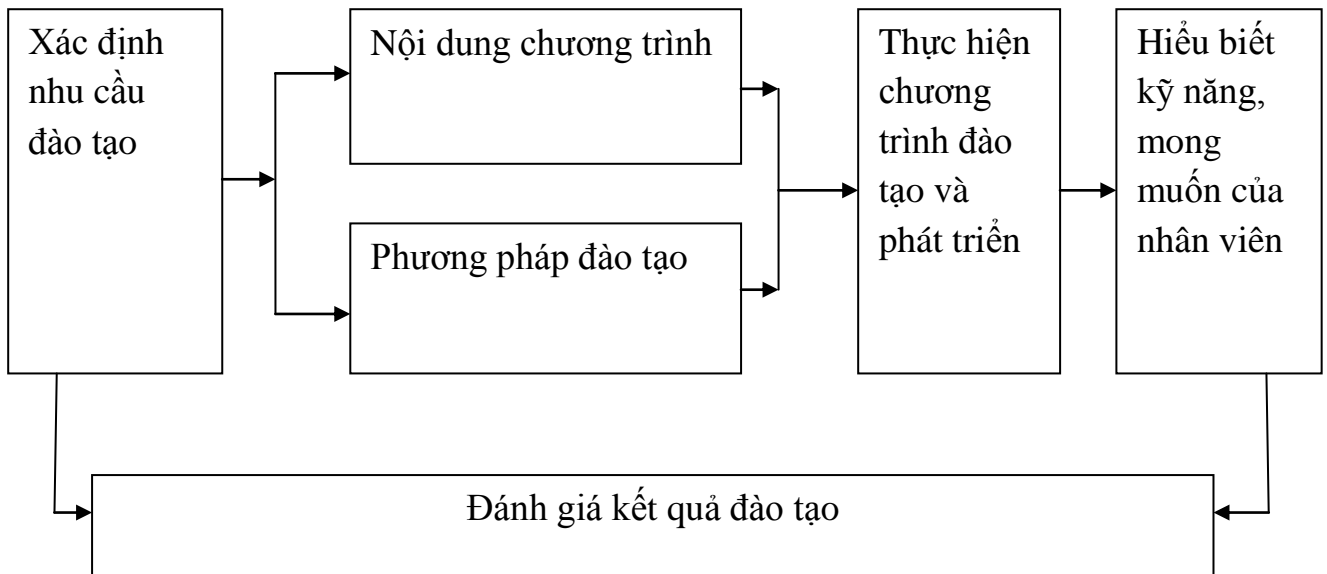 Xác định
nhu cầu
đào tạo
Nội dung chương trình
Phương pháp đào tạo
Thực hiện
chương
trình đào
tạo và
phát triển
Hiểu biết
kỹ năng,
mong
muốn của
nhân viên
Đánh giá kết quả đào tạo